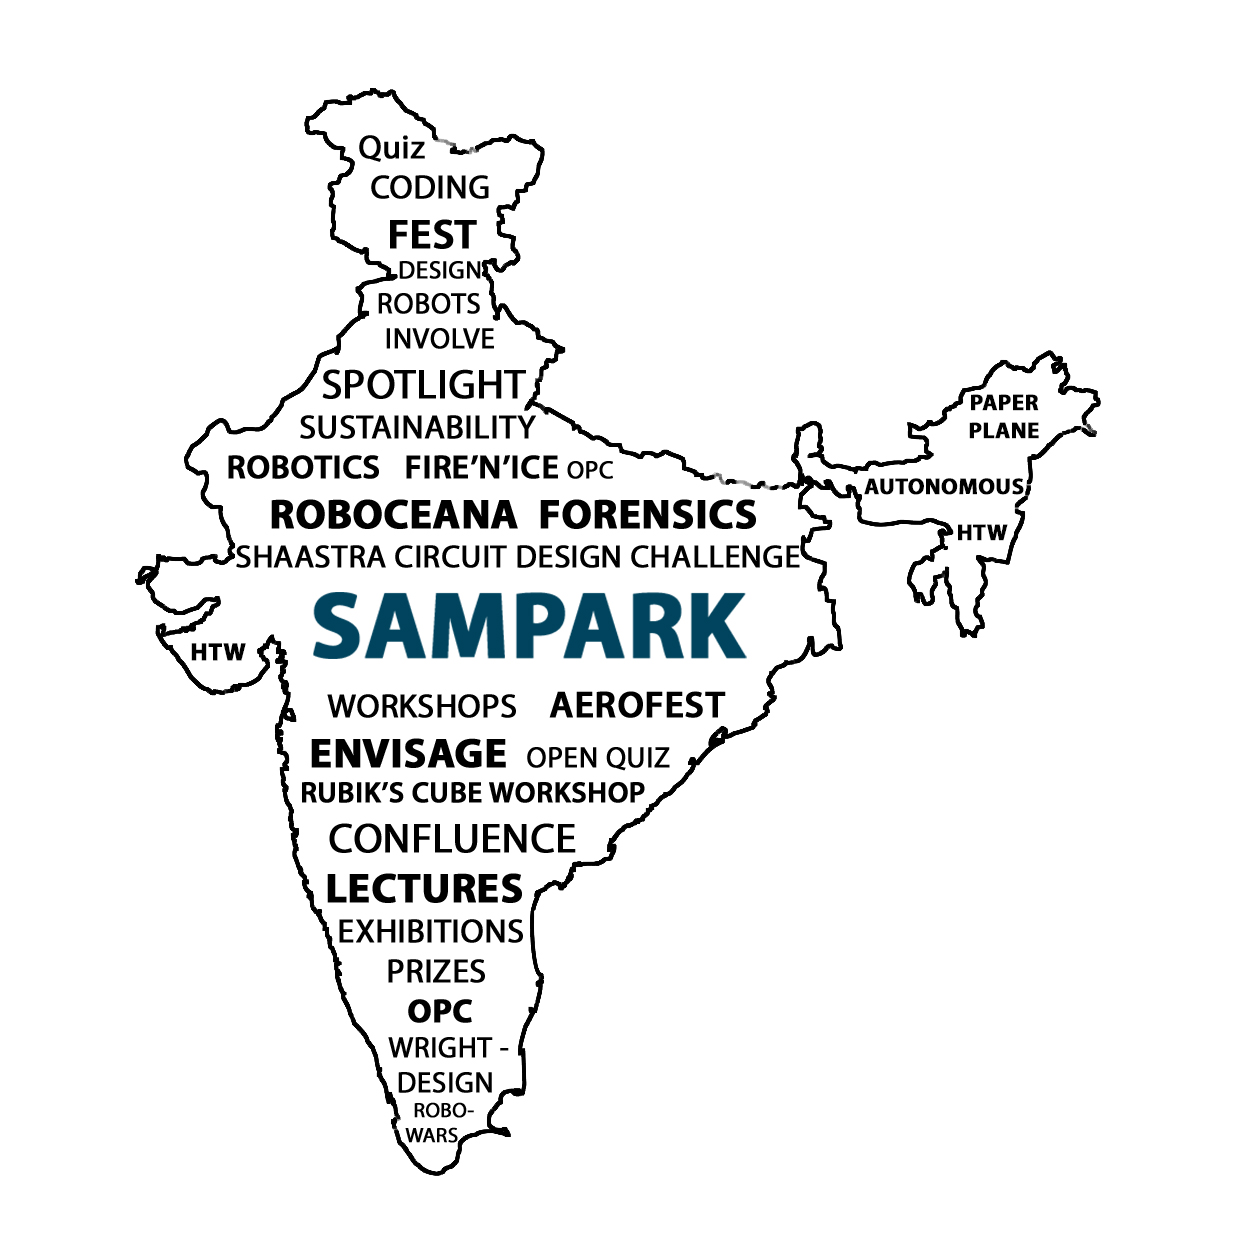 Quiz
CODING
FEST
DESIGN
ROBOTS
INVOLVE
SPOTLIGHT
SUSTAINABILITY
ROBOTICS FIRE'N'ICE OPC
ROBOCEANA FORENSICS
SHAASTRA CIRCUIT DESIGN CHALLENGE
SAMPARK
HTW
WORKSHOPS AEROFEST
ENVISAGE OPEN QUIZ
RUBIK'S CUBE WORKSHOP
CONFLUENCE
LECTURES
EXHIBITIONS
PRIZES
OPC
WRIGHT -
DESIGN
ROBO-
WARS
PAPER
PLANE
AUTONOMOUS
HTW